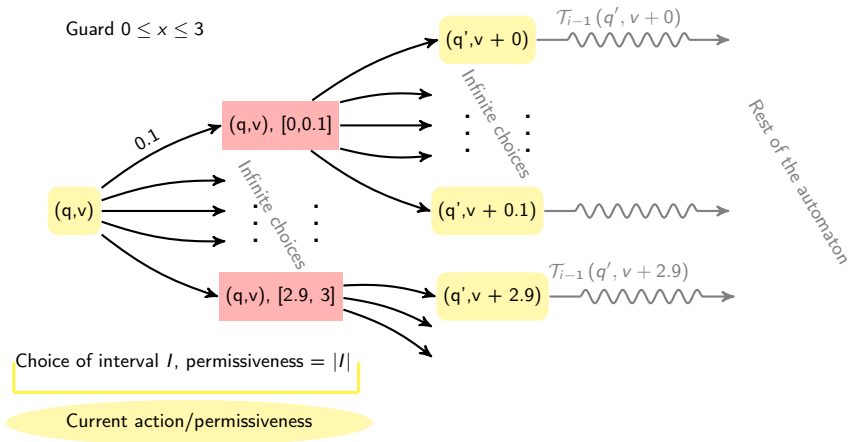 Guard 0 ≤ x ≤ 3
(q',v + 0)
𝒯ᵢ₋₁(q′, v + 0)
0.1
(q,v), [0,0.1]
Infinite choices
Rest of the automaton
(q,v)
Infinite choices
(q',v + 0.1)
(q,v), [2.9, 3]
(q',v + 2.9)
𝒯ᵢ₋₁(q′, v + 2.9)
Choice of interval I, permissiveness = |I|
Current action/permissiveness